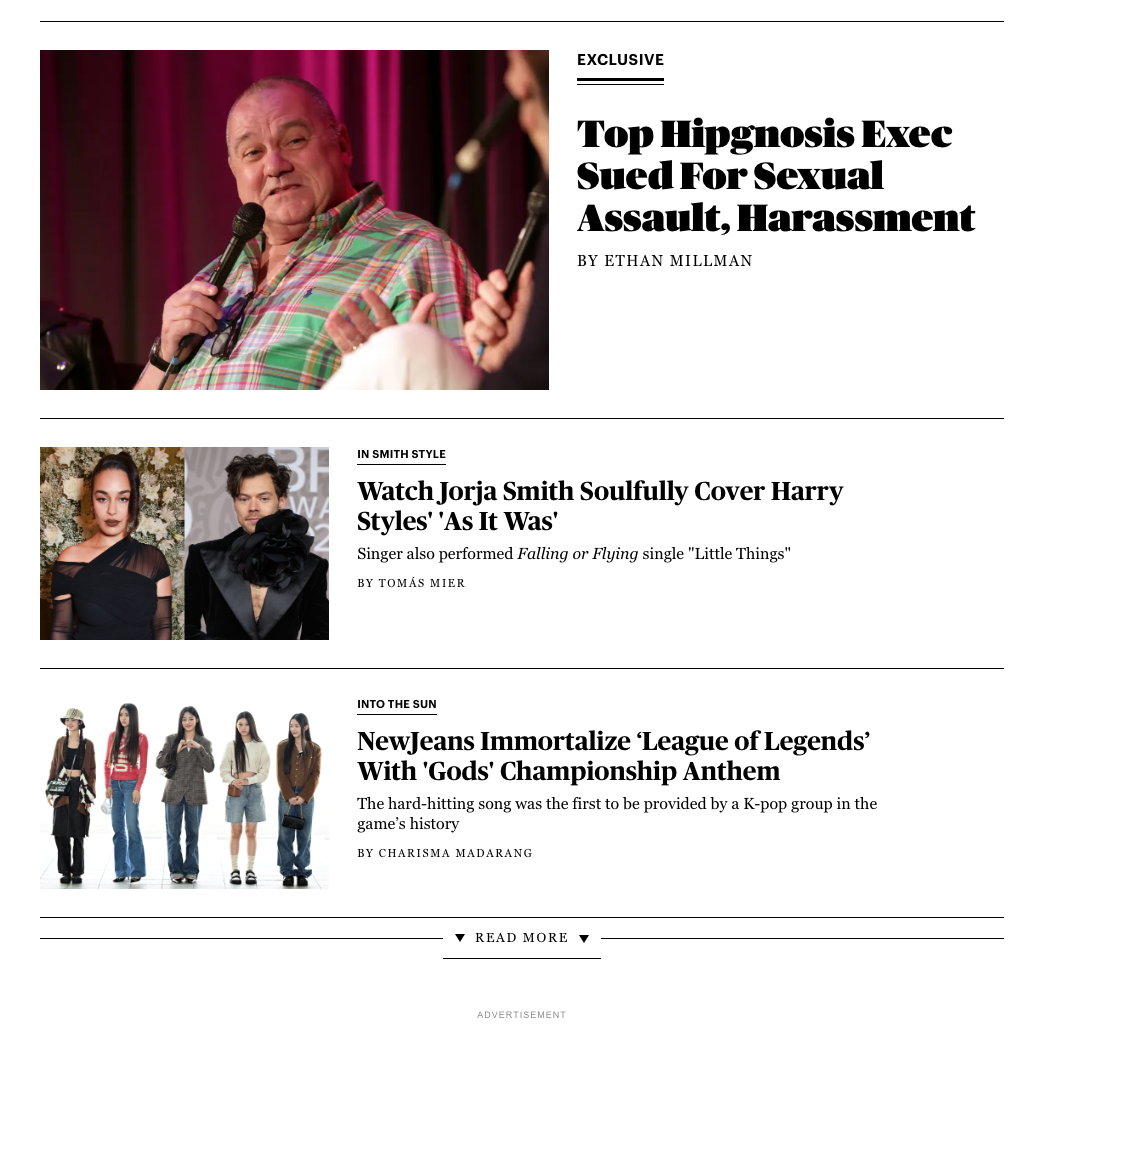 EXCLUSIVE
Top Hipgnosis Exec
Sued For Sexual
Assault, Harassment
BY ETHAN MILLMAN
IN SMITH STYLE
Watch Jorja Smith Soulfully Cover Harry
Styles' 'As It Was'
Singer also performed Falling or Flying single "Little Things"
BY TOMÁS MIER
INTO THE SUN
NewJeans Immortalize ‘League of Legends’
With 'Gods' Championship Anthem
The hard-hitting song was the first to be provided by a K-pop group in the
game’s history
BY CHARISMA MADARANG
▼ READ MORE ▼
ADVERTISEMENT